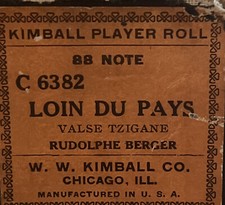 KIMBALL PLAYER ROLL
88 NOTE
C 6382
LOIN DU PAYS
VALSE TZIGANE
RUDOLPHE BERGER
W. W. KIMBALL CO.
CHICAGO, ILL.
MANUFACTURED IN U. S. A.